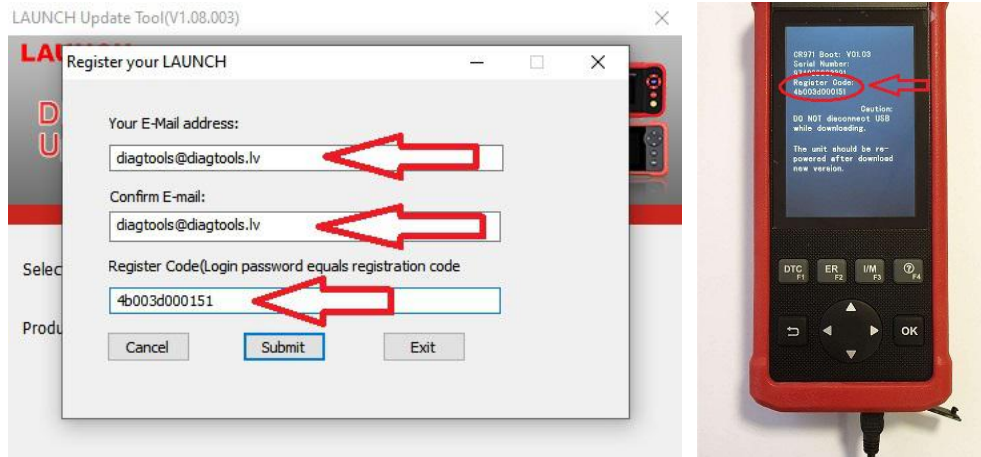 LAUNCH Update Tool(V1.08.003)
Register your LAUNCH
Your E-Mail address:
diagtools@diagtools.lv
Confirm E-mail:
diagtools@diagtools.lv
Register Code(Login password equals registration code
4b003d000151
Cancel
Submit
Exit
LAU
D
U
Selec
Produ
CR971 Boot: V01.03
Serial Number:
Register Code:
4b003d000151
Caution:
DO NOT disconnect USB
while downloading.
The unit should be re-
powered after download
new version.
DTC F1
ER F2
I/M F3
? F4
OK